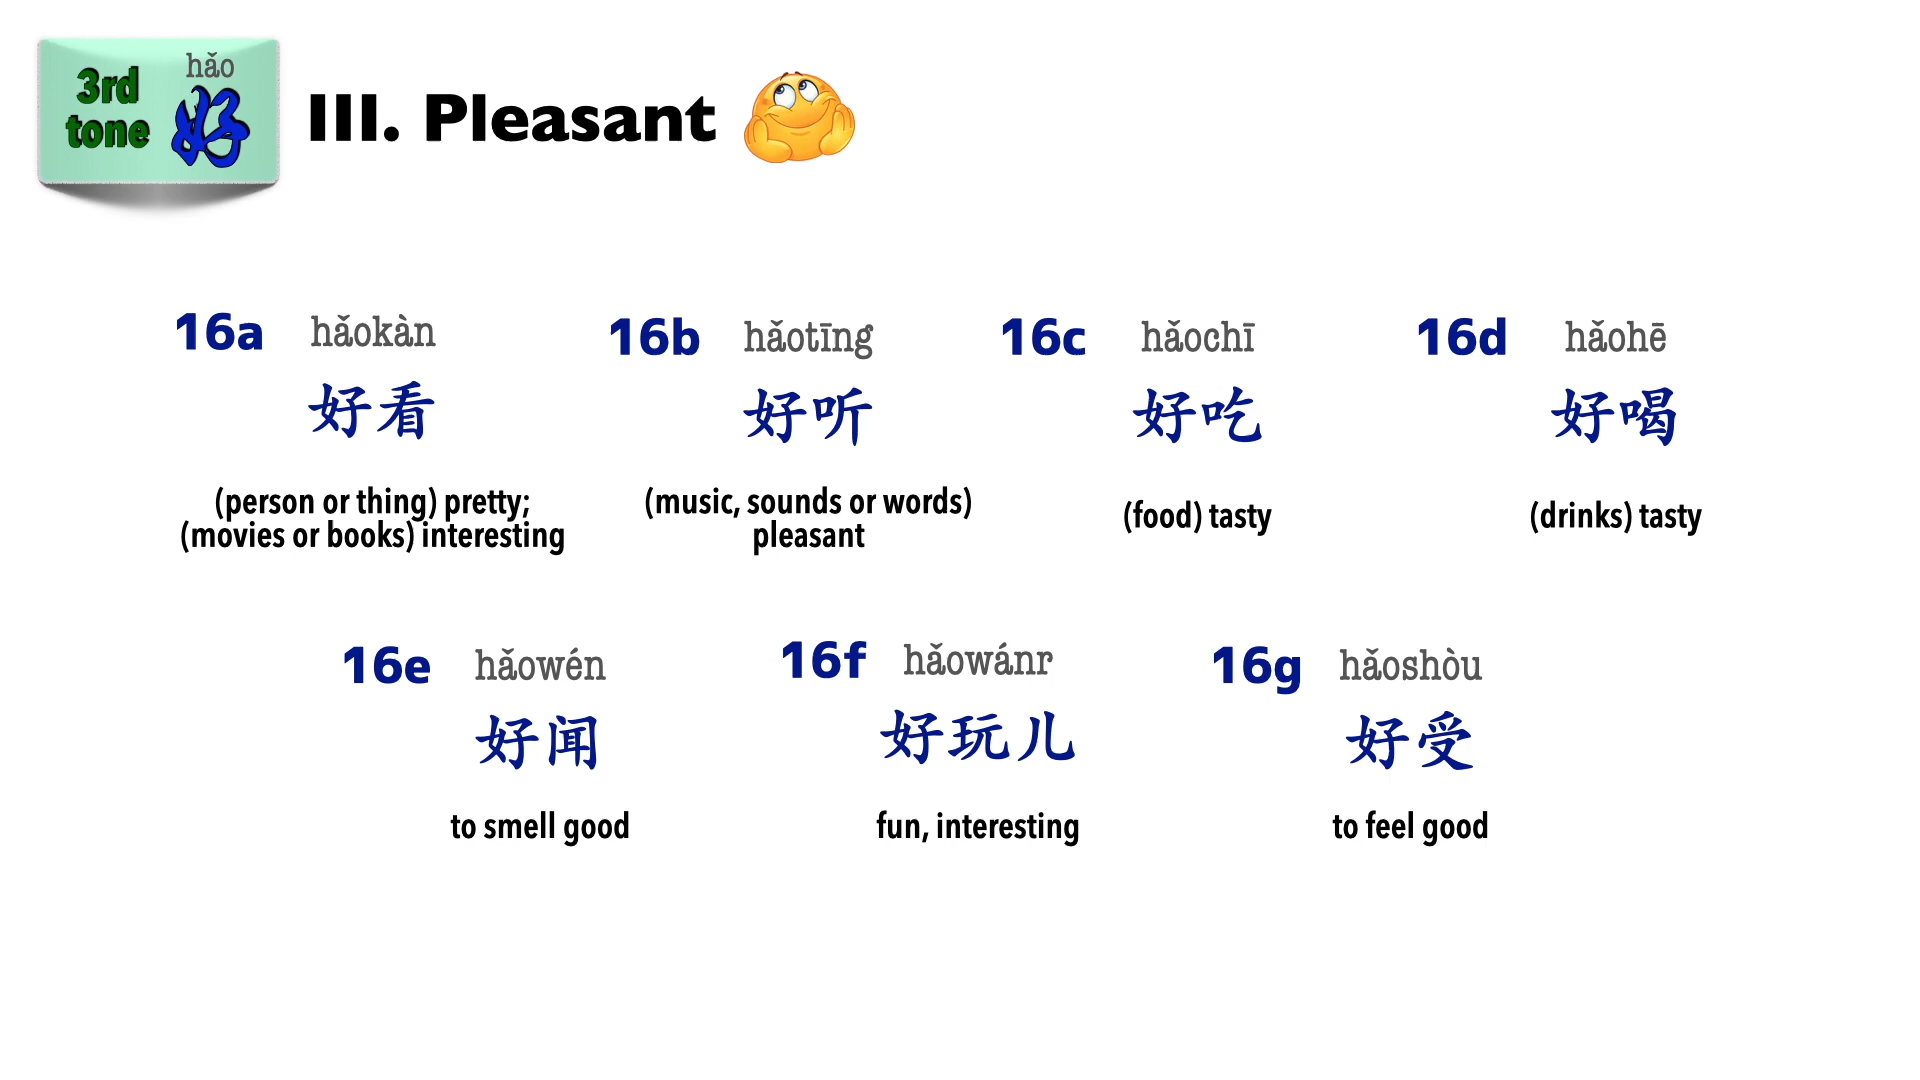 3rd
tone
hǎo
好
III. Pleasant
16a hǎokàn
好看
(person or thing) pretty;
(movies or books) interesting
16b hǎotīng
好听
(music, sounds or words)
pleasant
16c hǎochī
好吃
(food) tasty
16d hǎohē
好喝
(drinks) tasty
16e hǎowén
好闻
to smell good
16f hǎowánr
好玩儿
fun, interesting
16g hǎoshòu
好受
to feel good